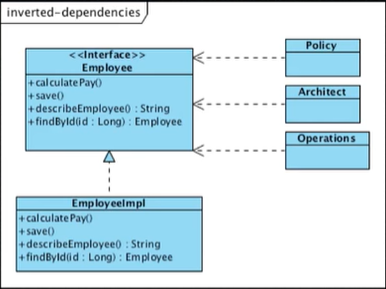 inverted-dependencies
<<Interface>>
Employee
+calculatePay()
+save()
+describeEmployee() : String
+findById(id : Long) : Employee
Policy
Architect
Operations
EmployeeImpl
+calculatePay()
+save()
+describeEmployee() : String
+findById(id : Long) : Employee